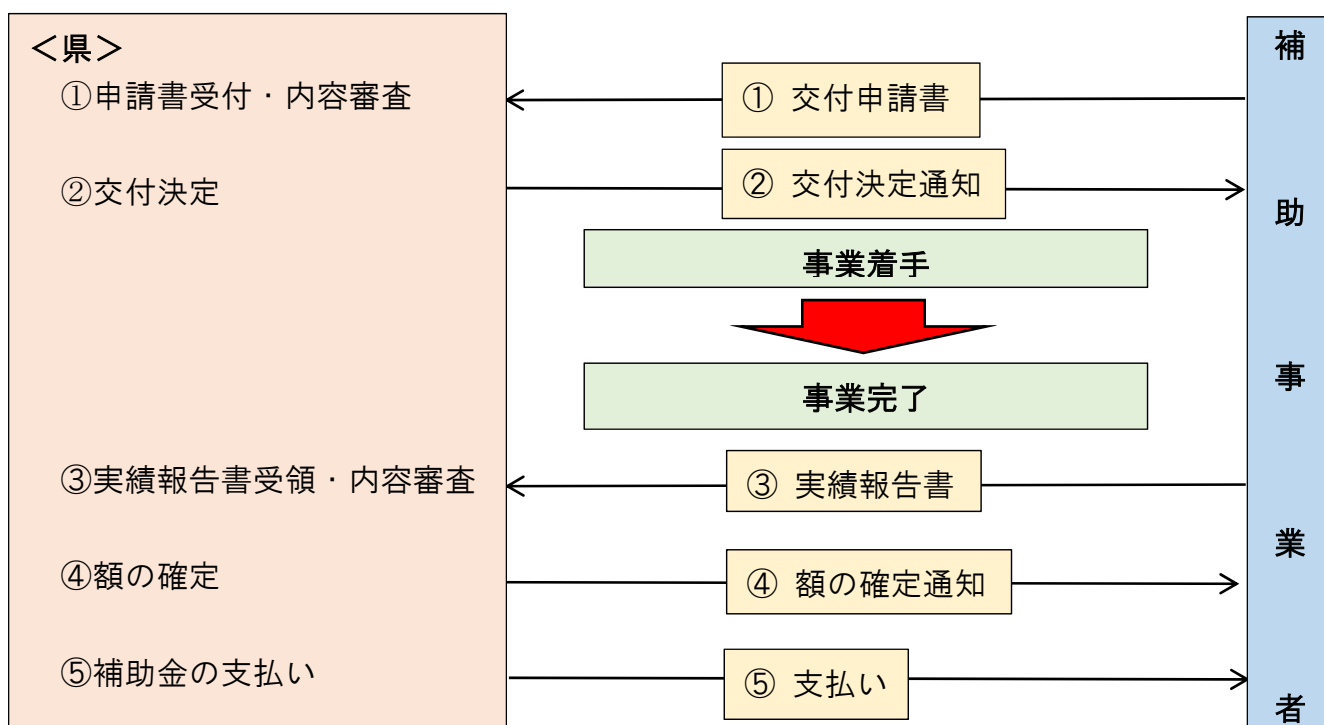 ＜県＞
①申請書受付・内容審査
① 交付申請書
②交付決定
② 交付決定通知
事業着手
事業完了
③実績報告書受領・内容審査
③ 実績報告書
④額の確定
④ 額の確定通知
⑤補助金の支払い
⑤ 支払い
補助事業者